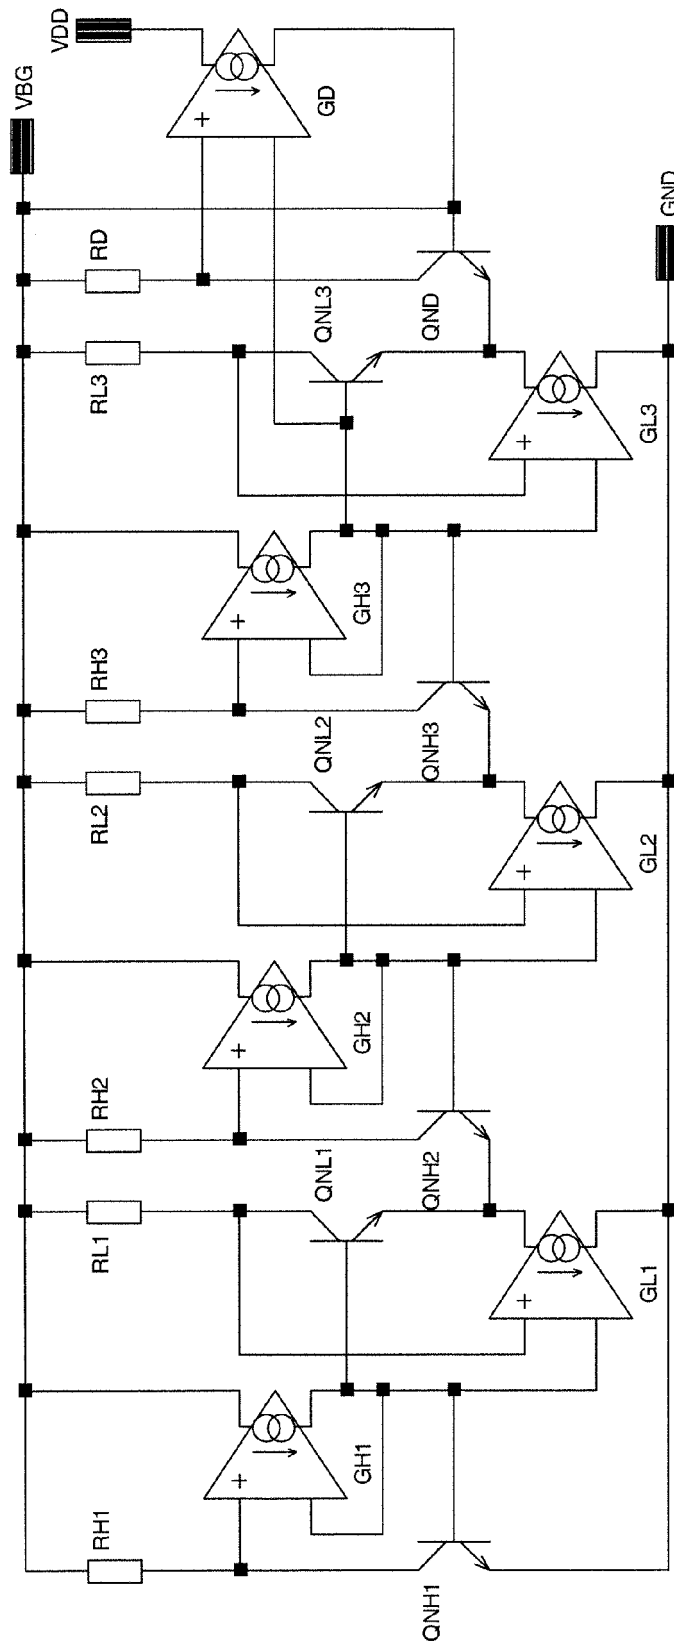 VDD
VBG
GD
+
RD
RL3
QNL3
QND
GND
GL3
+
GH3
+
RH3
RL2
QNL2
QNH3
GL2
+
GH2
+
RH2
RL1
QNL1
QNH2
GL1
+
GH1
+
RH1
QNH1